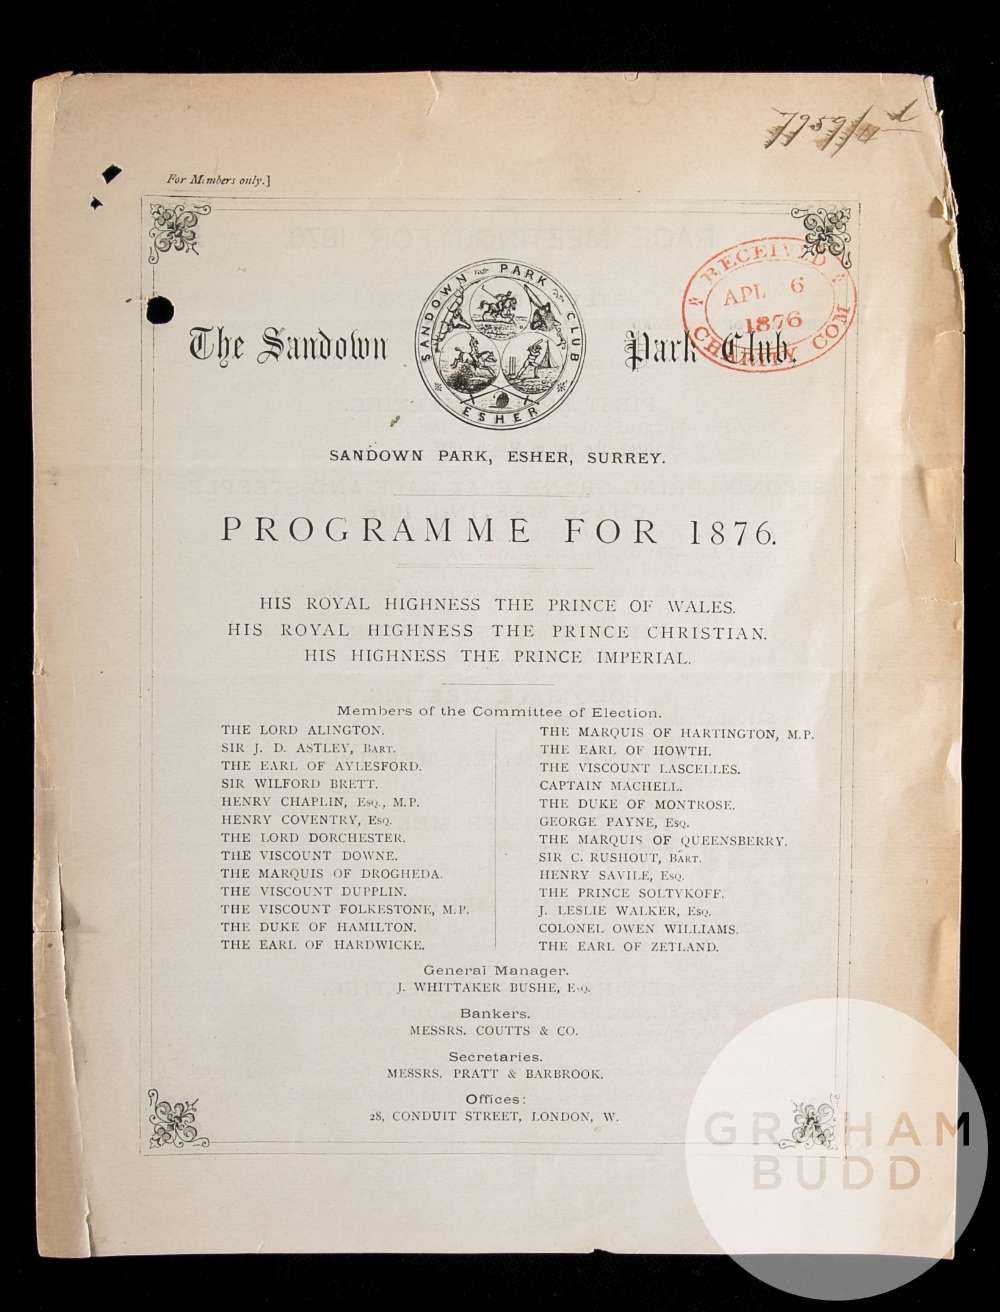 For Members only.]
RECEIVED
APL 6
1876
CHARITY COM
The Sandown Park Club.
SANDOWN PARK CLUB
ESHER
SANDOWN PARK, ESHER, SURREY.
PROGRAMME FOR 1876.
HIS ROYAL HIGHNESS THE PRINCE OF WALES.
HIS ROYAL HIGHNESS THE PRINCE CHRISTIAN.
HIS HIGHNESS THE PRINCE IMPERIAL.
Members of the Committee of Election.
THE LORD ALINGTON.
SIR J. D. ASTLEY, BART.
THE EARL OF AYLESFORD.
SIR WILFORD BRETT.
HENRY CHAPLIN, ESQ., M.P.
HENRY COVENTRY, ESQ.
THE LORD DORCHESTER.
THE VISCOUNT DOWNE.
THE MARQUIS OF DROGHEDA.
THE VISCOUNT DUPPLIN.
THE VISCOUNT FOLKESTONE, M.P.
THE DUKE OF HAMILTON.
THE EARL OF HARDWICKE.
THE MARQUIS OF HARTINGTON, M.P.
THE EARL OF HOWTH.
THE VISCOUNT LASCELLES.
CAPTAIN MACHELL.
THE DUKE OF MONTROSE.
GEORGE PAYNE, ESQ.
THE MARQUIS OF QUEENSBERRY.
SIR C. RUSHOUT, BART.
HENRY SAVILE, ESQ.
THE PRINCE SOLTYKOFF.
J. LESLIE WALKER, ESQ.
COLONEL OWEN WILLIAMS.
THE EARL OF ZETLAND.
General Manager.
J. WHITTAKER BUSHE, ESQ.
Bankers.
MESSRS. COUTTS & CO.
Secretaries.
MESSRS. PRATT & BARBROOK.
Offices:
28, CONDUIT STREET, LONDON, W.
GRAHAM
BUDD